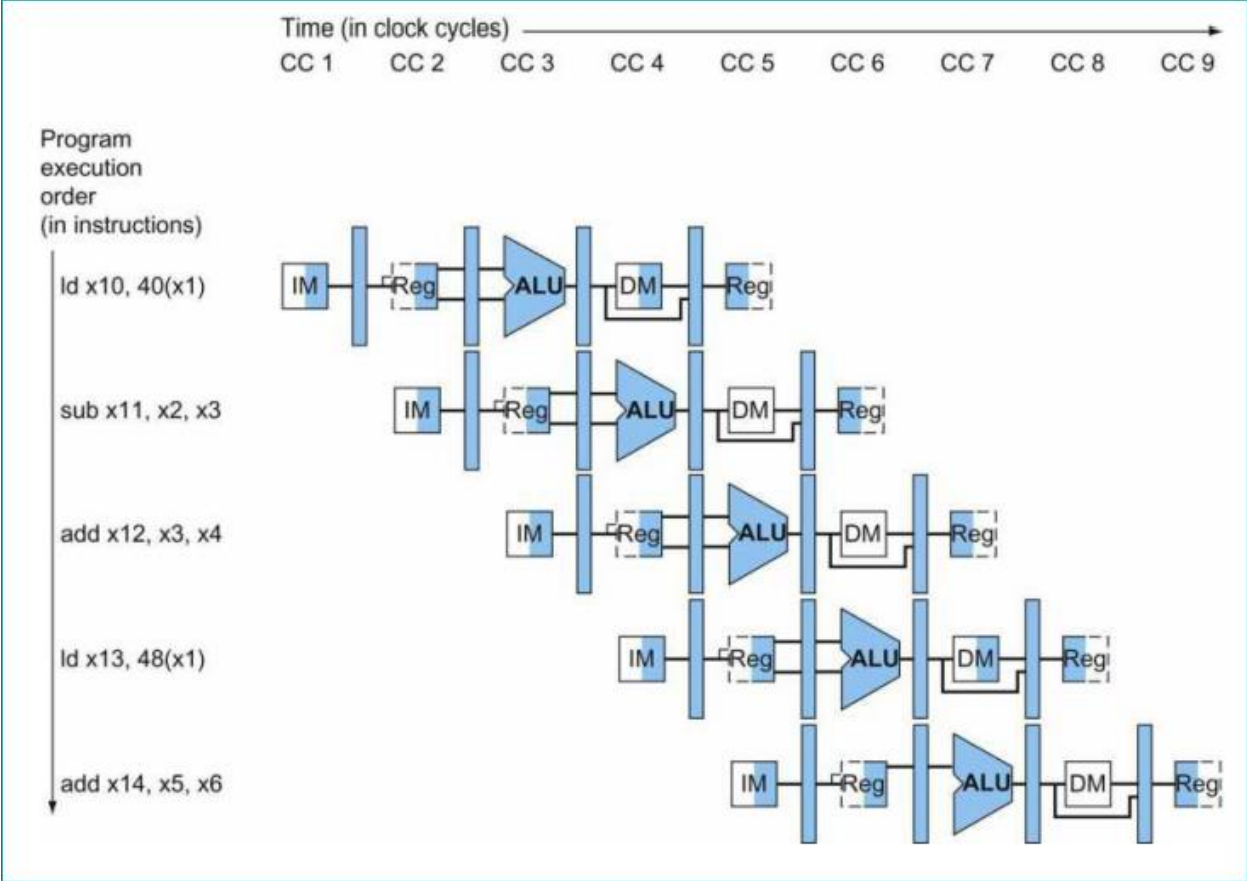 Time (in clock cycles)
CC 1 CC 2 CC 3 CC 4 CC 5 CC 6 CC 7 CC 8 CC 9
Program
execution
order
(in instructions)
ld x10, 40(x1) IM Reg ALU DM Reg
sub x11, x2, x3 IM Reg ALU DM Reg
add x12, x3, x4 IM Reg ALU DM Reg
ld x13, 48(x1) IM Reg ALU DM Reg
add x14, x5, x6 IM Reg ALU DM Reg